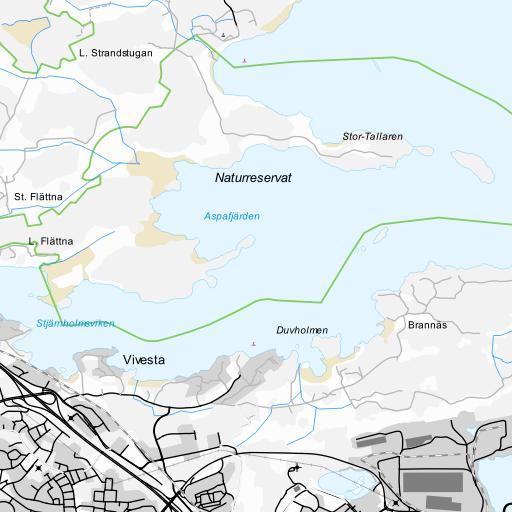 L. Strandstugan
Stor-Tallaren
Naturreservat
St. Flättna
Aspafjärden
L. Flättna
Stjärnholmsviken
Duvholmen
Brannäs
Vivesta